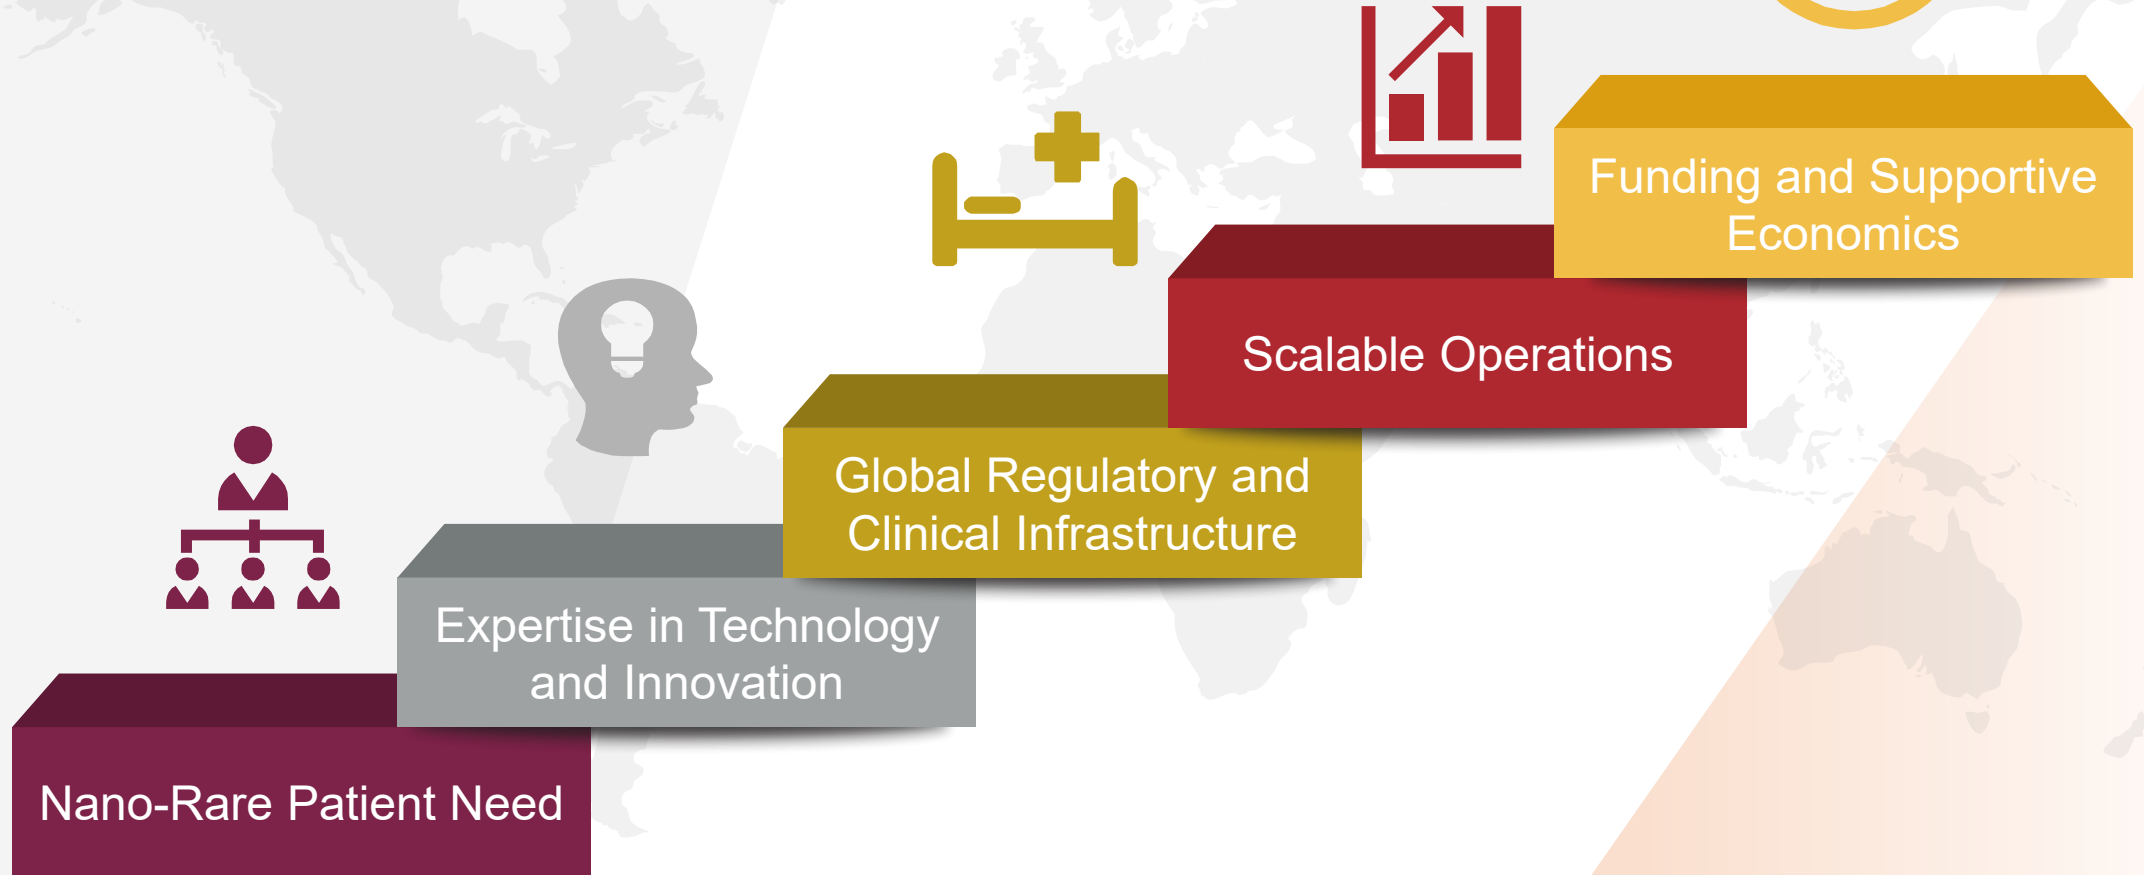 Funding and Supportive
Economics
Scalable Operations
Global Regulatory and
Clinical Infrastructure
Expertise in Technology
and Innovation
Nano-Rare Patient Need